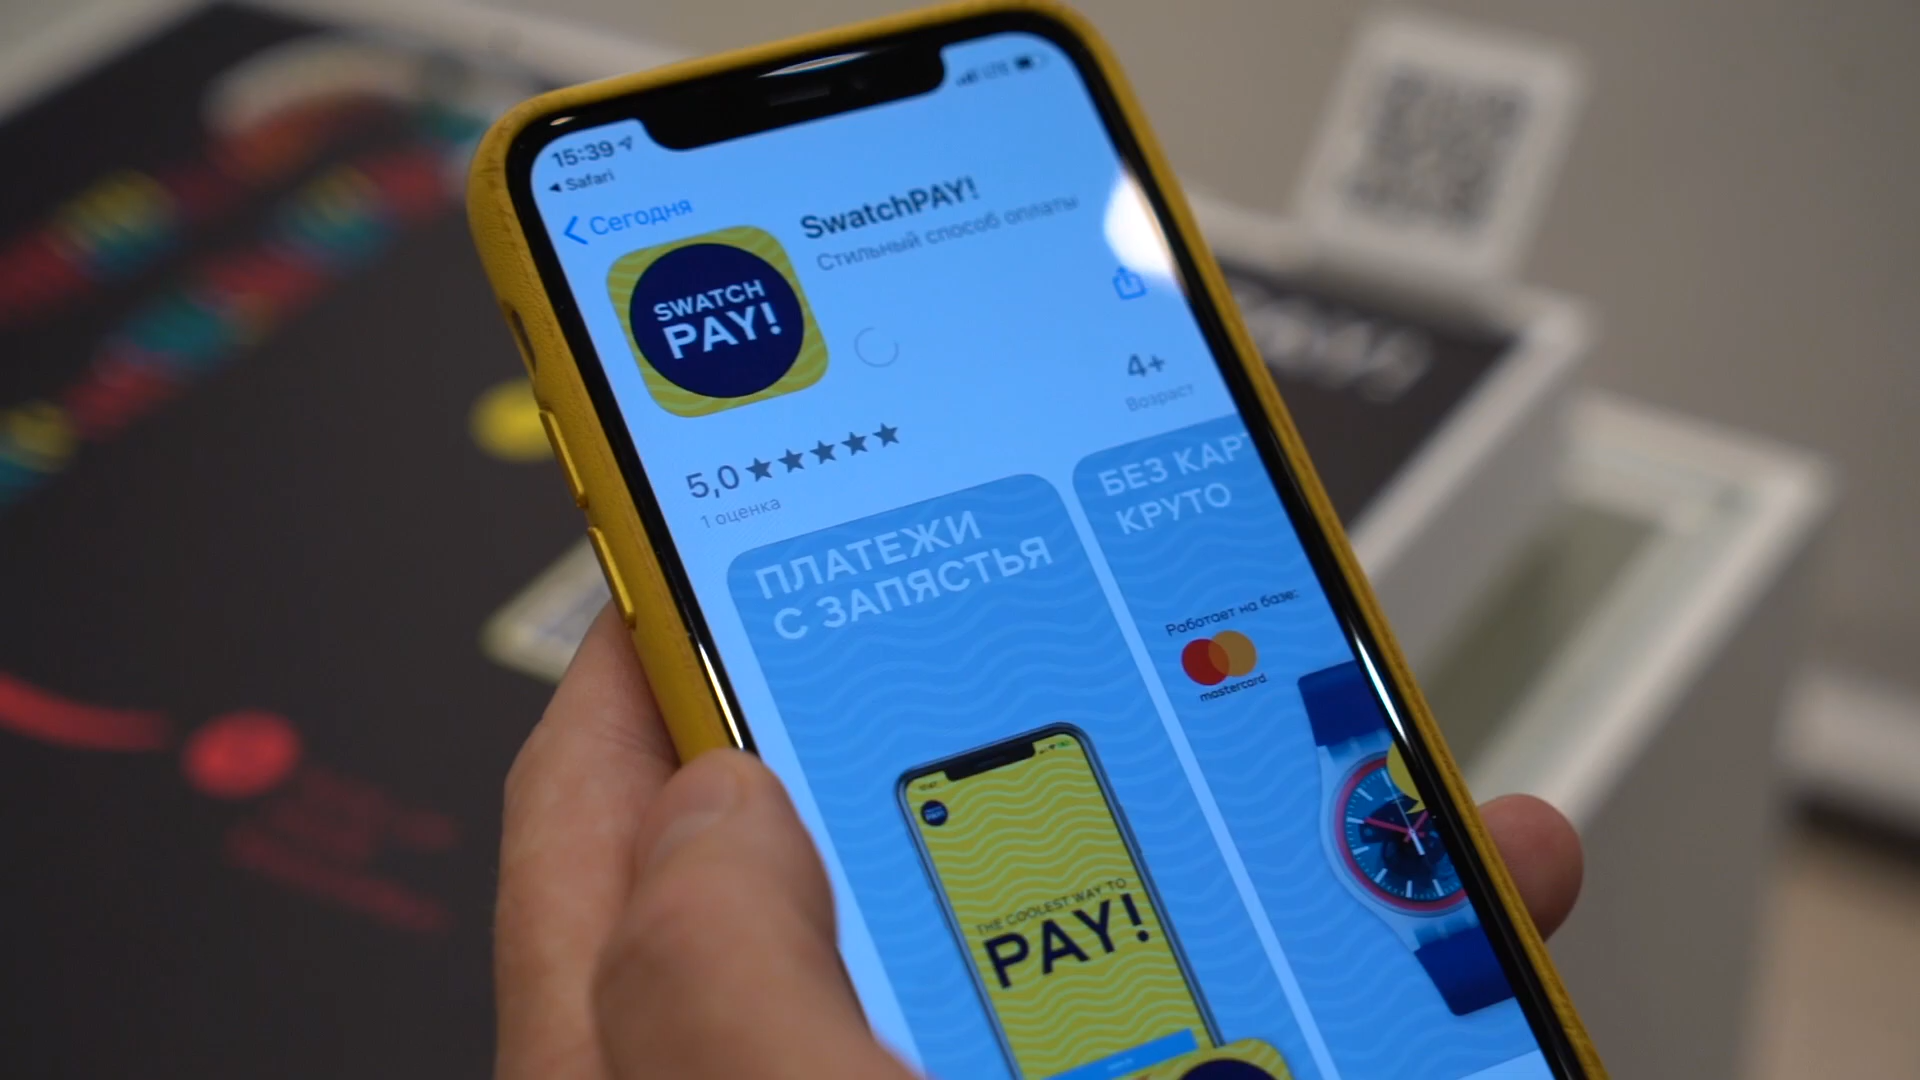 15:39
LTE
◀ Safari
Сегодня
SwatchPAY!
Стильный способ оплаты
SWATCH
PAY!
4+
Возраст
5,0 ★★★★★
1 оценка
ПЛАТЕЖИ
С ЗАПЯСТЬЯ
БЕЗ КАРТ
КРУТО
Работает на базе:
mastercard
THE COOLEST WAY TO
PAY!